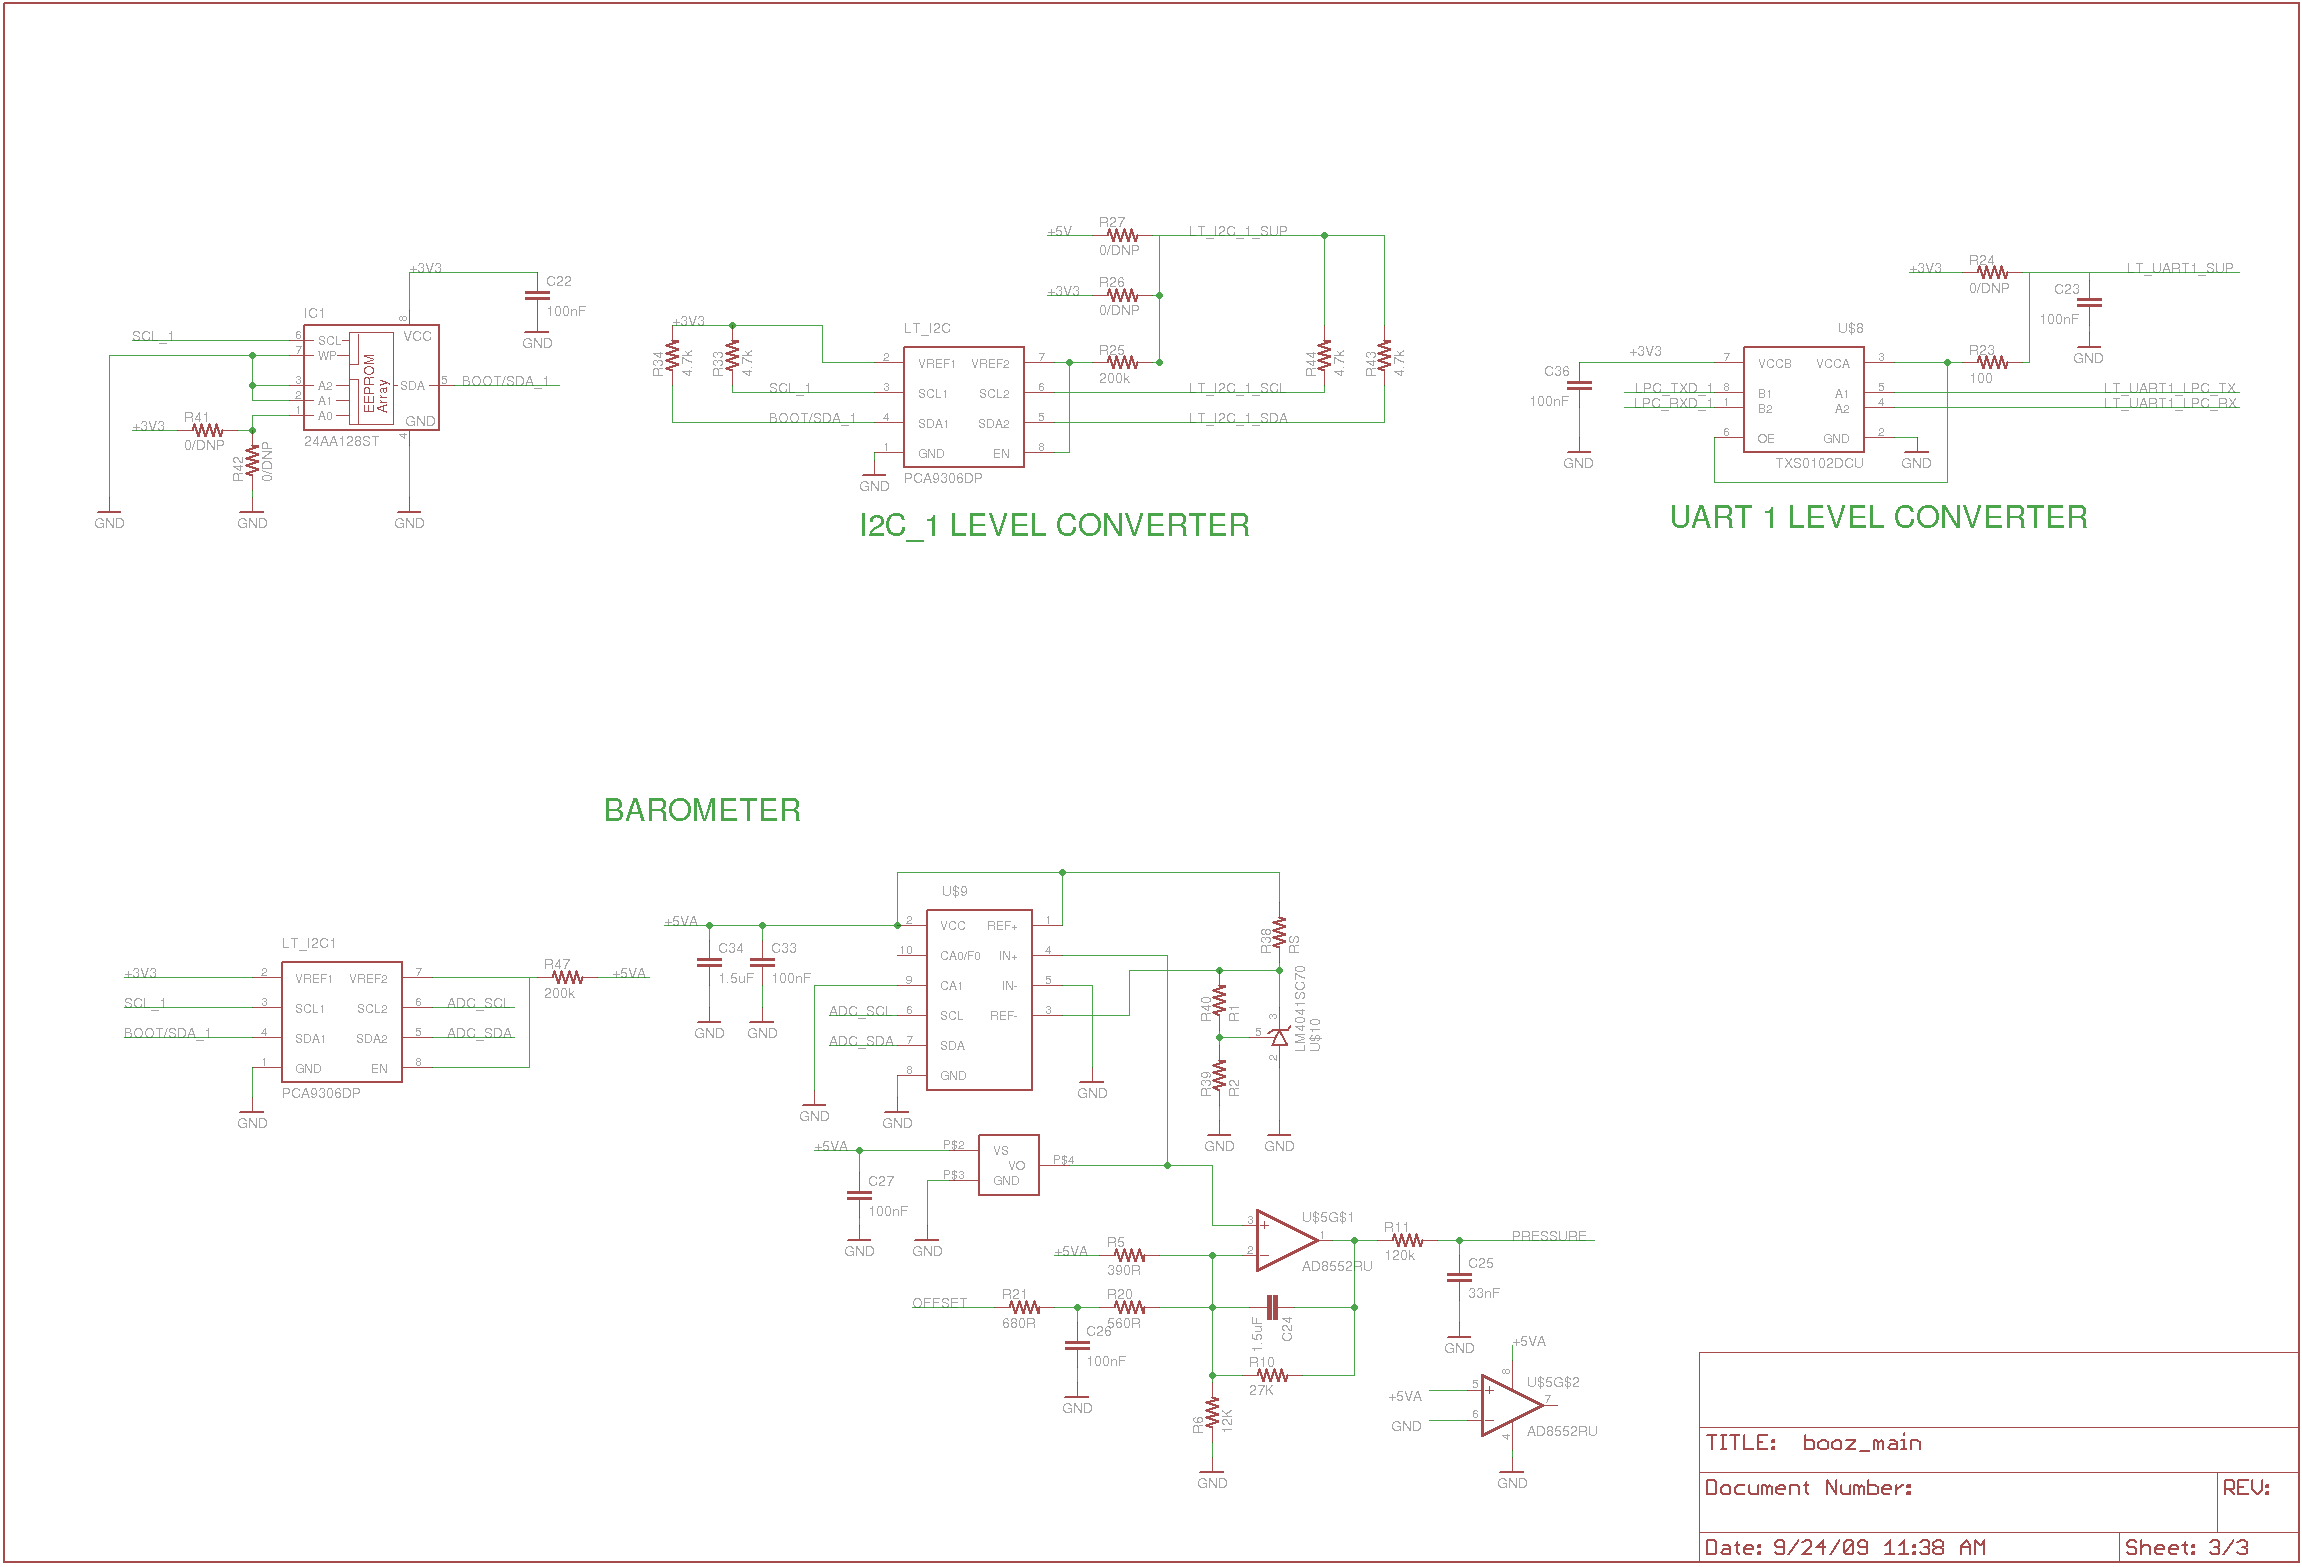 +3V3
C22
100nF
GND
IC1
SCL_1
6
7
3
2
1
SCL
WP
A2
A1
A0
EEPROM
Array
8
VCC
SDA
5
BOOT/SDA_1
GND
4
24AA128ST
+3V3
R41
0/DNP
R42
0/DNP
GND
GND
GND
+5V
R27
0/DNP
LT_I2C_1_SUP
+3V3
R26
0/DNP
+3V3
R34
4.7k
R33
4.7k
LT_I2C
2
VREF1
VREF2
7
R25
200k
R44
4.7k
R43
4.7k
SCL_1
3
SCL1
SCL2
6
LT_I2C_1_SCL
BOOT/SDA_1
4
SDA1
SDA2
5
LT_I2C_1_SDA
1
GND
EN
8
GND
PCA9306DP
I2C_1 LEVEL CONVERTER
+3V3
R24
0/DNP
LT_UART1_SUP
C23
100nF
GND
U$8
+3V3
7
VCCB
VCCA
3
R23
100
C36
100nF
LPC_TXD_1
8
B1
A1
5
LT_UART1_LPC_TX
LPC_RXD_1
1
B2
A2
4
LT_UART1_LPC_RX
6
OE
GND
2
GND
GND
TXS0102DCU
UART 1 LEVEL CONVERTER
BAROMETER
LT_I2C1
+3V3
2
VREF1
VREF2
7
R47
200k
+5VA
SCL_1
3
SCL1
SCL2
6
ADC_SCL
BOOT/SDA_1
4
SDA1
SDA2
5
ADC_SDA
1
GND
EN
8
PCA9306DP
GND
U$9
+5VA
2
VCC
REF+
1
C34
1.5uF
C33
100nF
GND
GND
10
CA0/F0
IN+
4
9
CA1
IN-
5
ADC_SCL
6
SCL
REF-
3
ADC_SDA
7
SDA
8
GND
GND
GND
GND
R38
RS
R40
R1
R39
R2
5
3
2
LM4041SC70
U$10
GND
GND
+5VA
P$2
VS
VO
P$4
P$3
GND
C27
100nF
GND
GND
3
+
2
−
1
U$5G$1
AD8552RU
+5VA
R5
390R
R11
120k
PRESSURE
C25
33nF
GND
OFFSET
R21
680R
R20
560R
C26
100nF
GND
1.5uF
C24
R10
27K
R6
12K
GND
+5VA
8
+5VA
5
+
GND
6
−
7
4
U$5G$2
AD8552RU
GND
TITLE: booz_main
Document Number:
REV:
Date: 9/24/09 11:38 AM
Sheet: 3/3